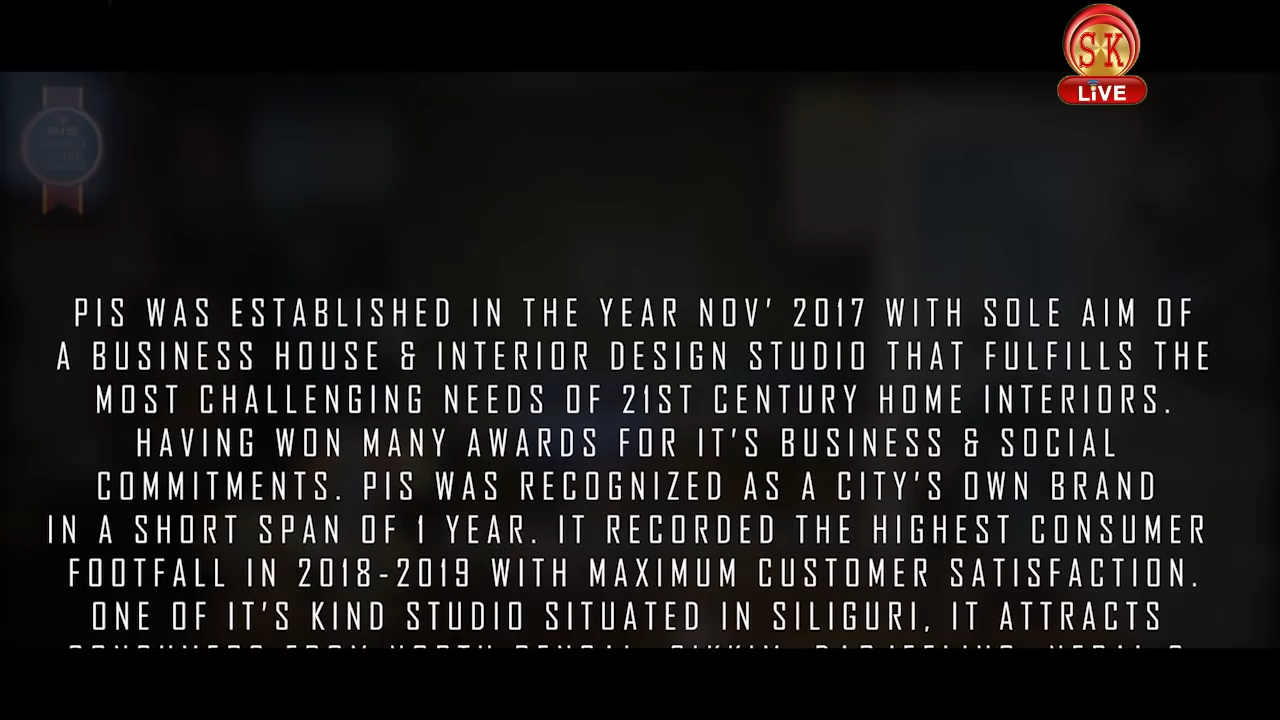 SK
LiVE
PIS
PIS WAS ESTABLISHED IN THE YEAR NOV' 2017 WITH SOLE AIM OF
A BUSINESS HOUSE & INTERIOR DESIGN STUDIO THAT FULFILLS THE
MOST CHALLENGING NEEDS OF 21ST CENTURY HOME INTERIORS.
HAVING WON MANY AWARDS FOR IT'S BUSINESS & SOCIAL
COMMITMENTS. PIS WAS RECOGNIZED AS A CITY'S OWN BRAND
IN A SHORT SPAN OF 1 YEAR. IT RECORDED THE HIGHEST CONSUMER
FOOTFALL IN 2018-2019 WITH MAXIMUM CUSTOMER SATISFACTION.
ONE OF IT'S KIND STUDIO SITUATED IN SILIGURI, IT ATTRACTS